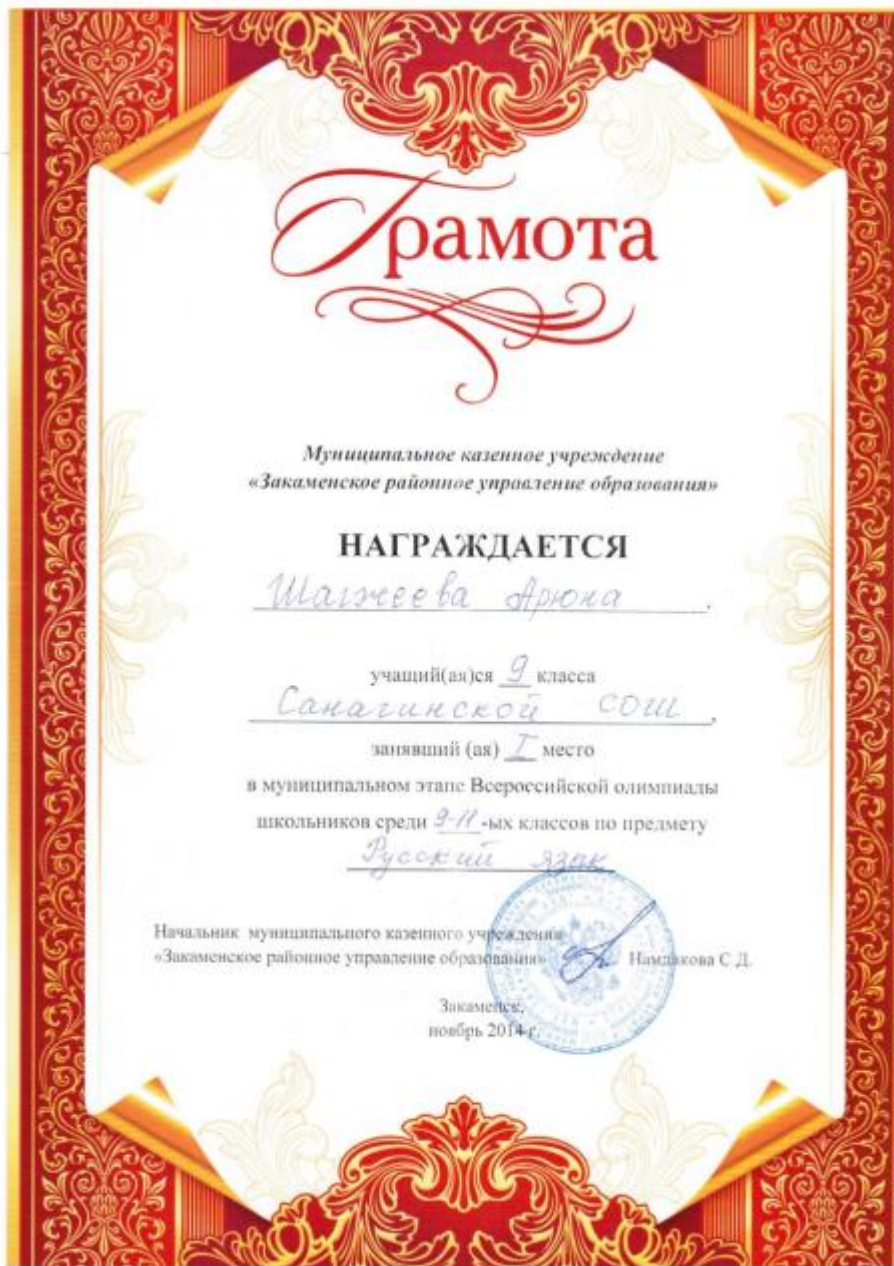 Грамота
Муниципальное казенное учреждение
«Закаменское районное управление образования»
НАГРАЖДАЕТСЯ
Шагжеева Арюна,
учащий(ая)ся 9 класса
Санагинской СОШ,
занявший (ая) I место
в муниципальном этапе Всероссийской олимпиады
школьников среди 9-11-ых классов по предмету
Русский язык
Начальник муниципального казенного учреждения
«Закаменское районное управление образования» Намдакова С.Д.
Закаменск,
ноябрь 2014 г.